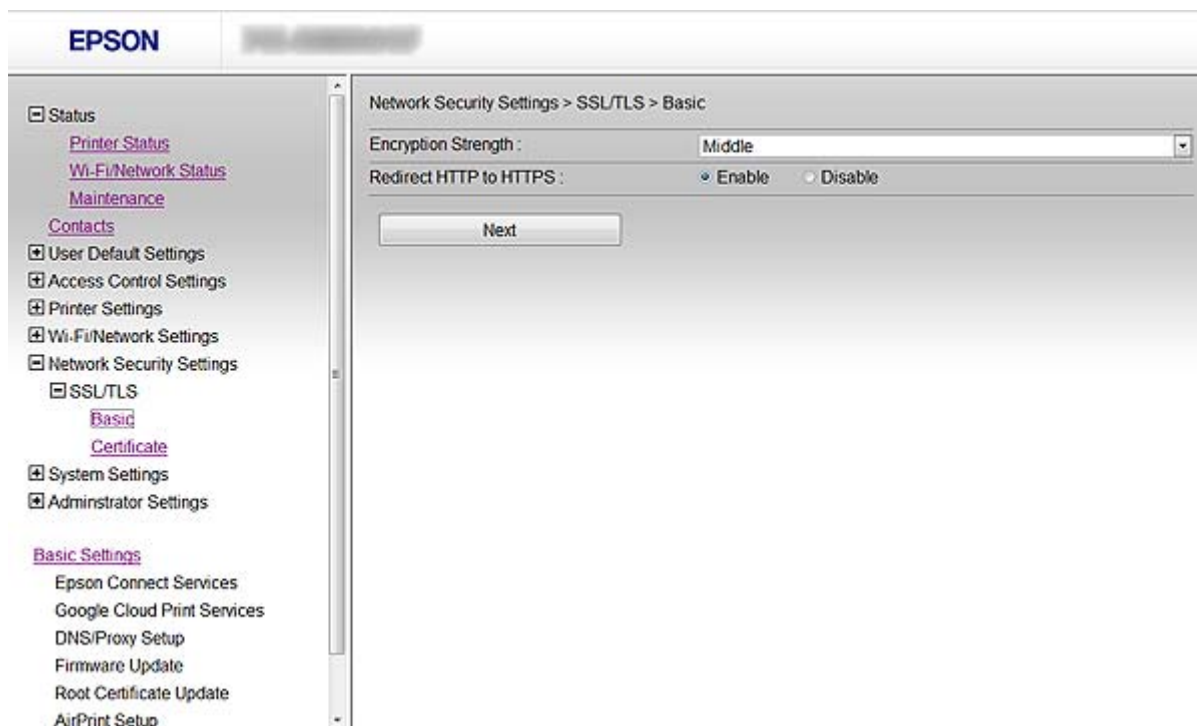 EPSON
Status
Printer Status
Wi-Fi/Network Status
Maintenance
Contacts
User Default Settings
Access Control Settings
Printer Settings
Wi-Fi/Network Settings
Network Security Settings
SSL/TLS
Basic
Certificate
System Settings
Adminstrator Settings
Basic Settings
Epson Connect Services
Google Cloud Print Services
DNS/Proxy Setup
Firmware Update
Root Certificate Update
AirPrint Setup
Network Security Settings > SSL/TLS > Basic
Encryption Strength : Middle
Redirect HTTP to HTTPS : Enable Disable
Next